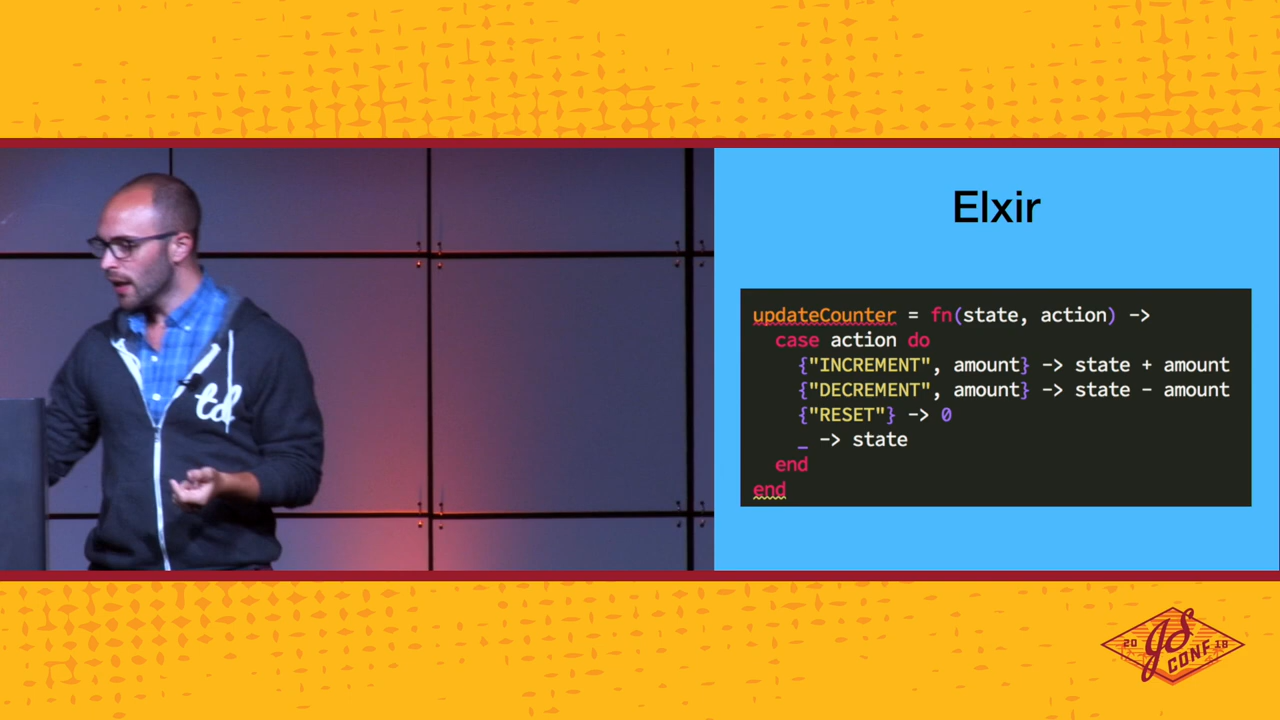 td
Elxir
updateCounter = fn(state, action) ->
case action do
{"INCREMENT", amount} -> state + amount
{"DECREMENT", amount} -> state - amount
{"RESET"} -> 0
_ -> state
end
end
20 JS 18
CONF